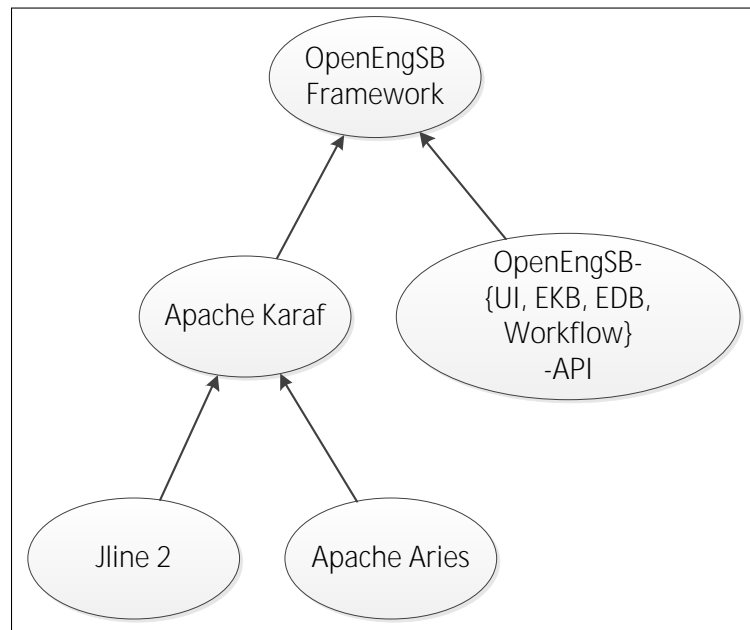 OpenEngSB
Framework
Apache Karaf
OpenEngSB-
{UI, EKB, EDB,
Workflow}
-API
Jline 2
Apache Aries